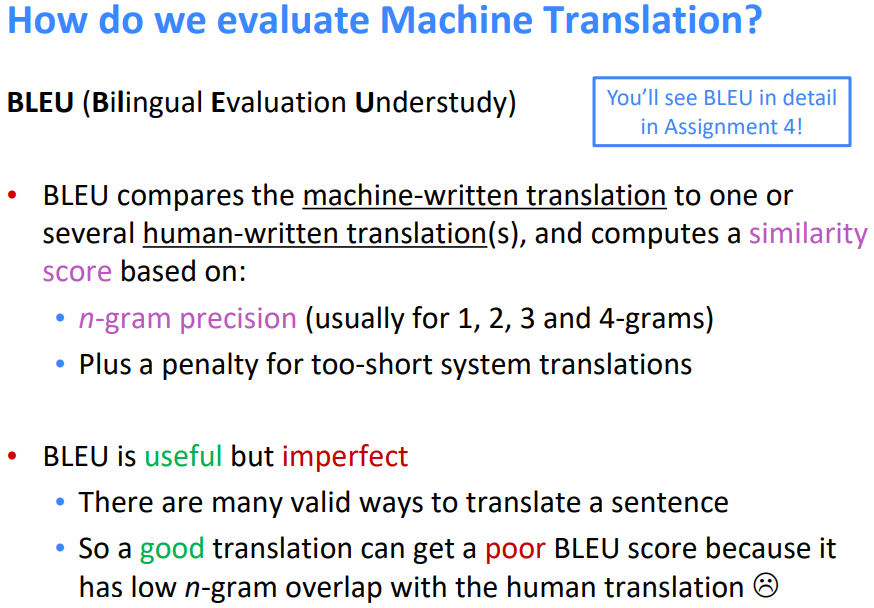 How do we evaluate Machine Translation?
BLEU (Bilingual Evaluation Understudy)
You'll see BLEU in detail
in Assignment 4!
• BLEU compares the machine-written translation to one or
several human-written translation(s), and computes a similarity
score based on:
• n-gram precision (usually for 1, 2, 3 and 4-grams)
• Plus a penalty for too-short system translations
• BLEU is useful but imperfect
• There are many valid ways to translate a sentence
• So a good translation can get a poor BLEU score because it
has low n-gram overlap with the human translation ☹